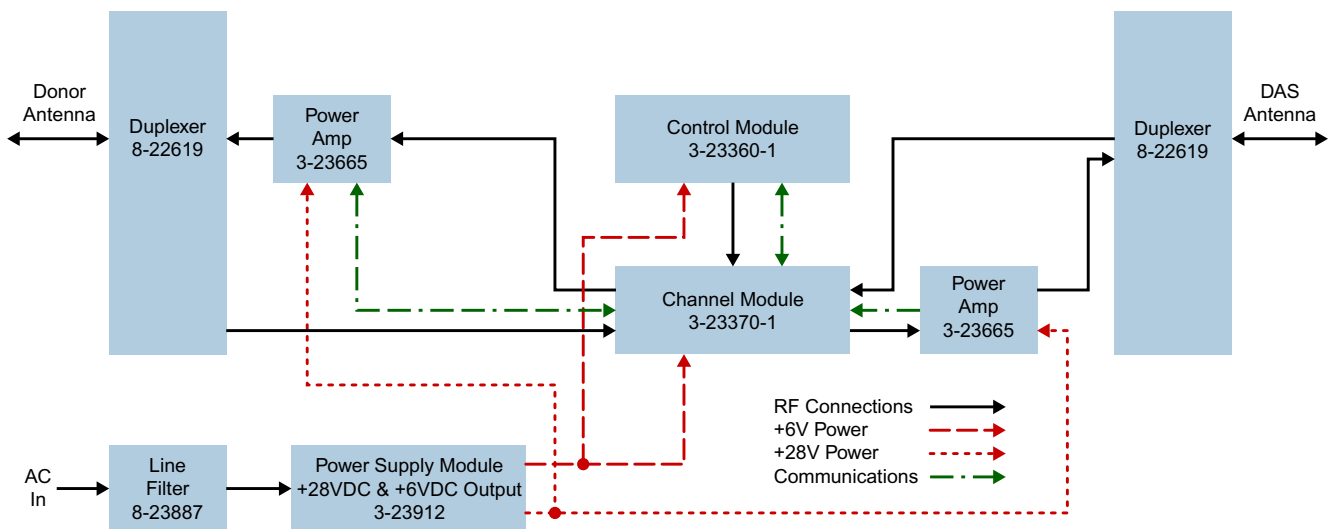 Donor
Antenna
Duplexer
8-22619
Power
Amp
3-23665
Control Module
3-23360-1
Duplexer
8-22619
DAS
Antenna
Channel Module
3-23370-1
Power
Amp
3-23665
RF Connections
+6V Power
+28V Power
Communications
AC
In
Line
Filter
8-23887
Power Supply Module
+28VDC & +6VDC Output
3-23912